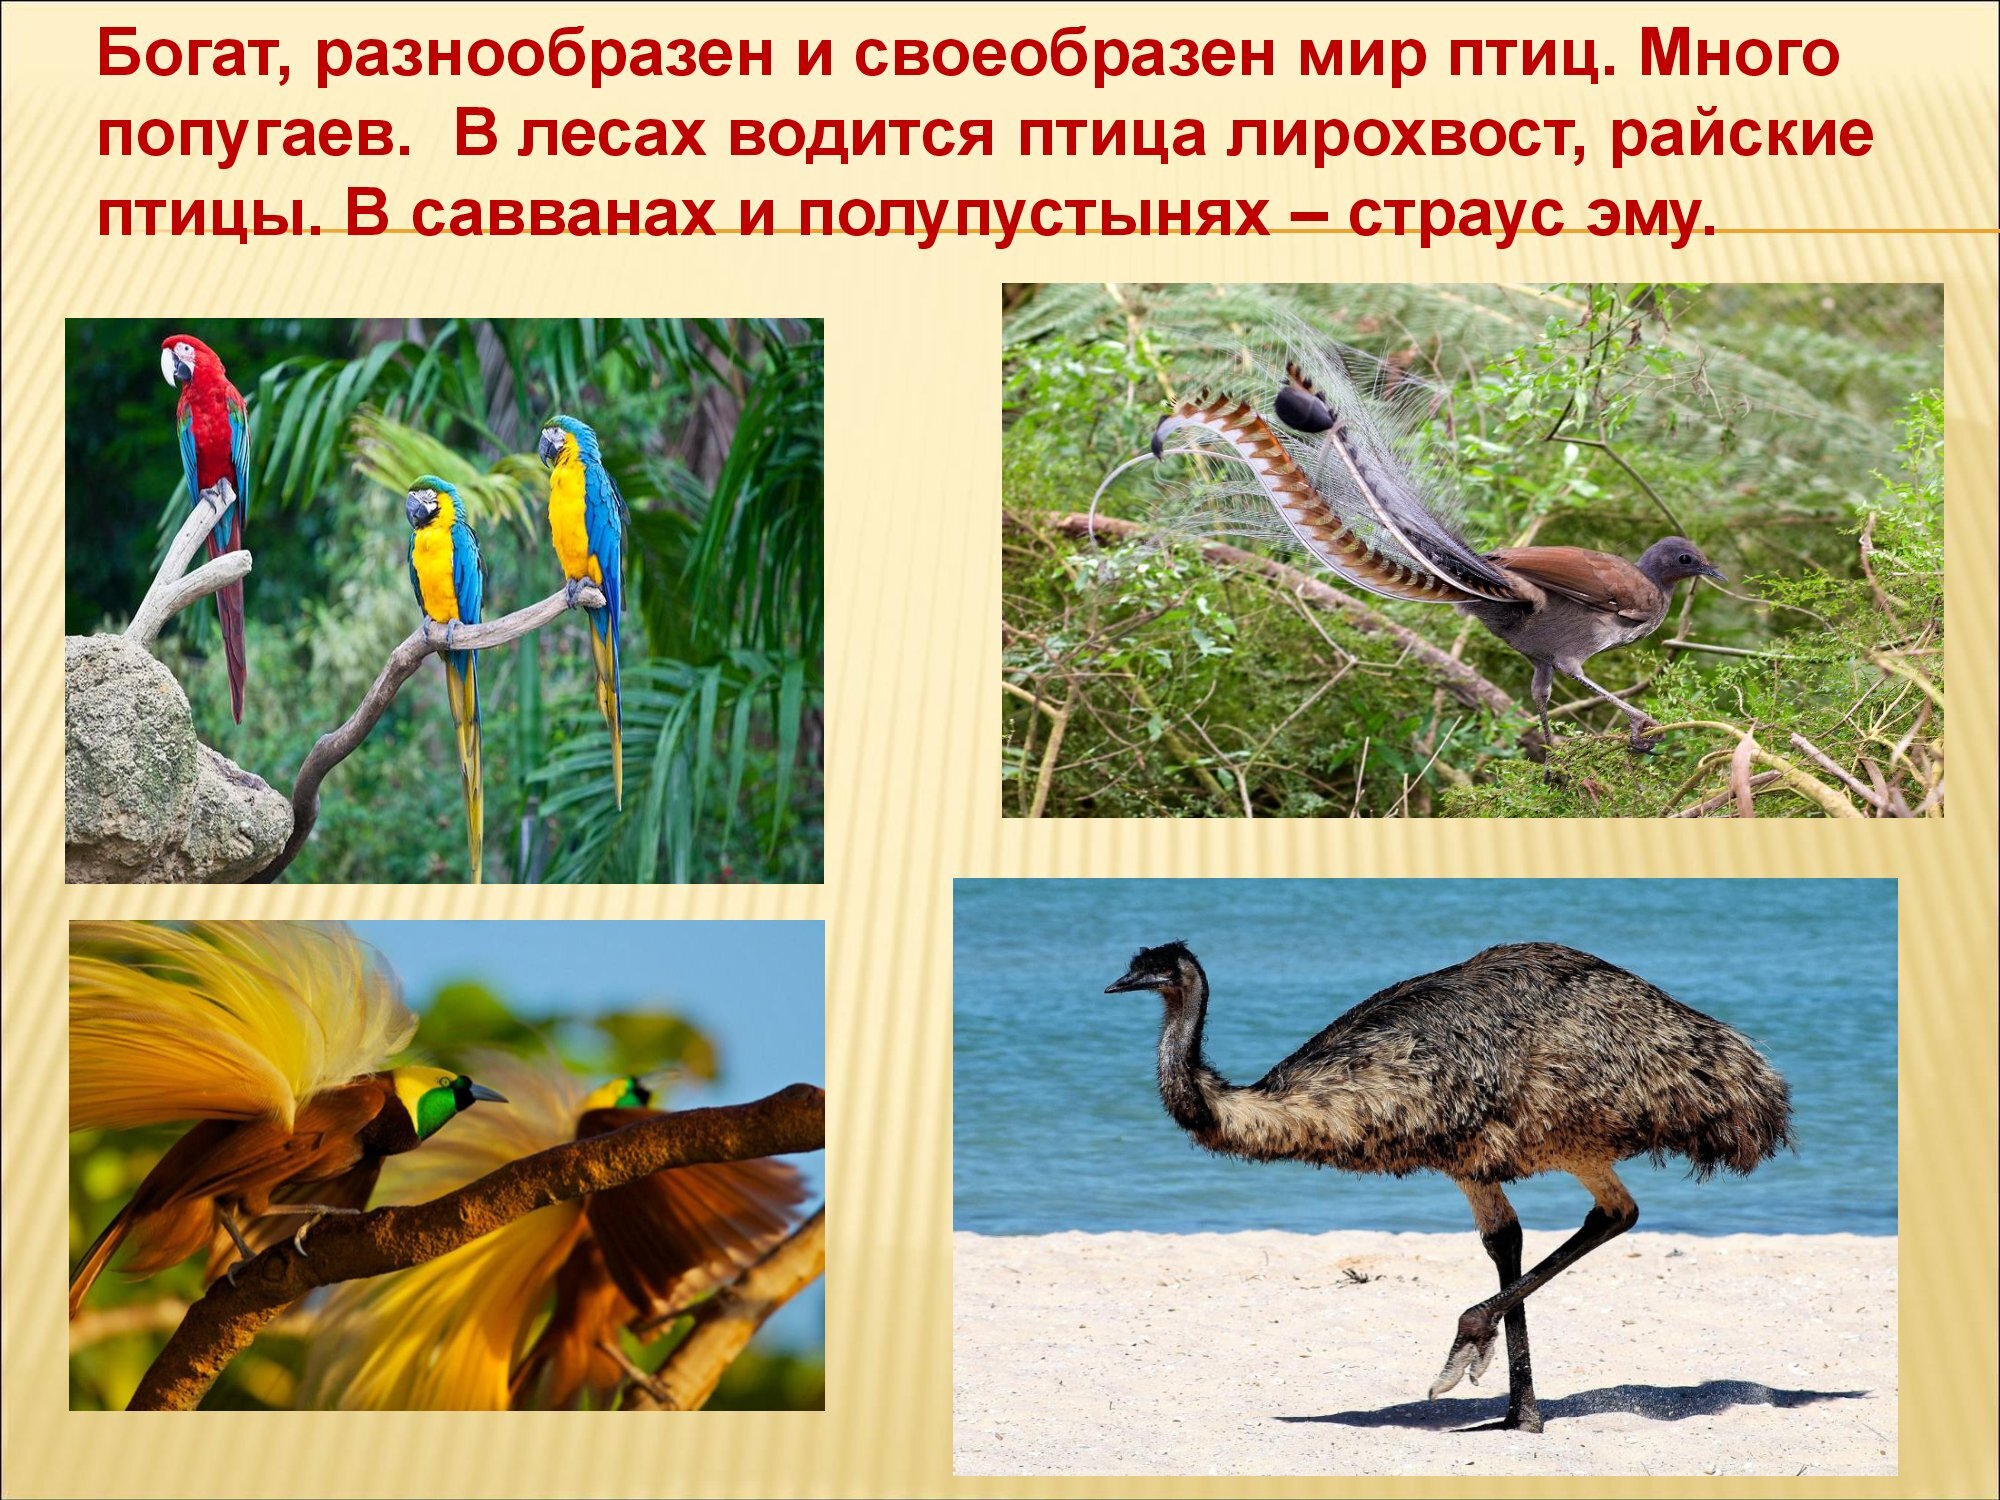 Богат, разнообразен и своеобразен мир птиц. Много
попугаев.  В лесах водится птица лирохвост, райские
птицы. В савванах и полупустынях – страус эму.